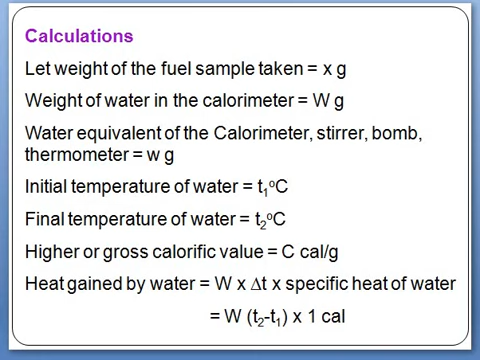 Calculations
Let weight of the fuel sample taken = x g
Weight of water in the calorimeter = W g
Water equivalent of the Calorimeter, stirrer, bomb,
thermometer = w g
Initial temperature of water = t₁ᵒC
Final temperature of water = t₂ᵒC
Higher or gross calorific value = C cal/g
Heat gained by water = W x Δt x specific heat of water
= W (t₂-t₁) x 1 cal